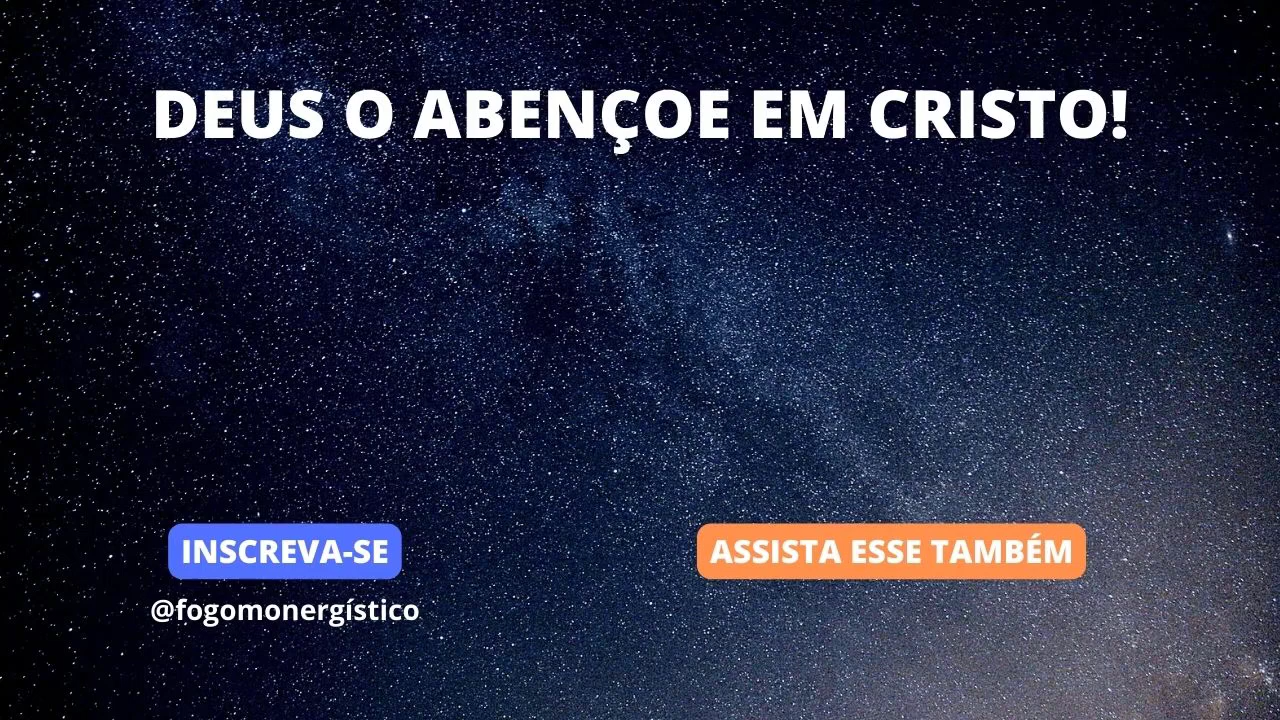 DEUS O ABENÇOE EM CRISTO!
INSCREVA-SE
ASSISTA ESSE TAMBÉM
@fogomonergístico